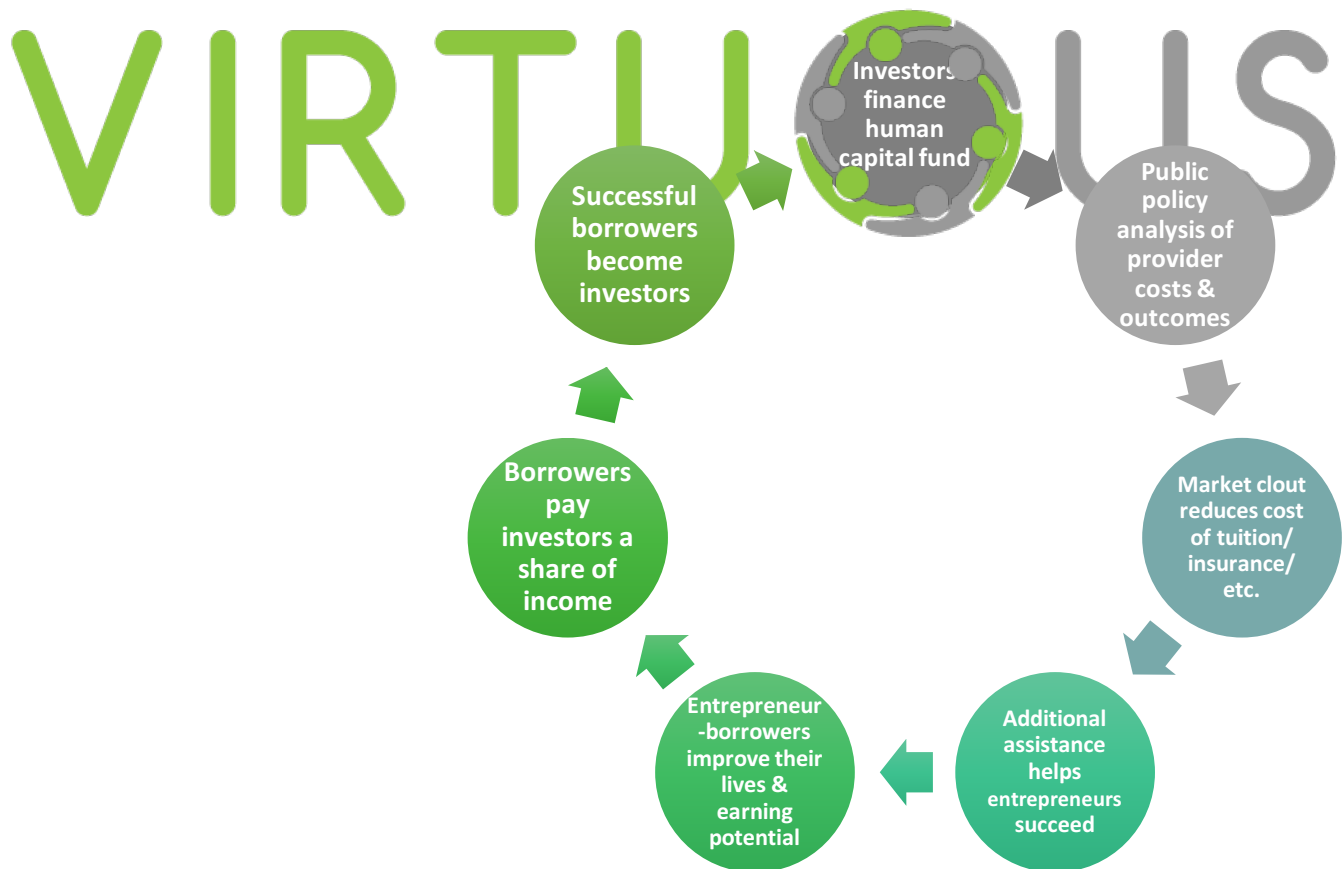 VIRTUOUS
Investors
finance
human
capital fund
Public
policy
analysis of
provider
costs &
outcomes
Market clout
reduces cost
of tuition/
insurance/
etc.
Additional
assistance
helps
entrepreneurs
succeed
Entrepreneur
-borrowers
improve their
lives &
earning
potential
Borrowers
pay
investors a
share of
income
Successful
borrowers
become
investors